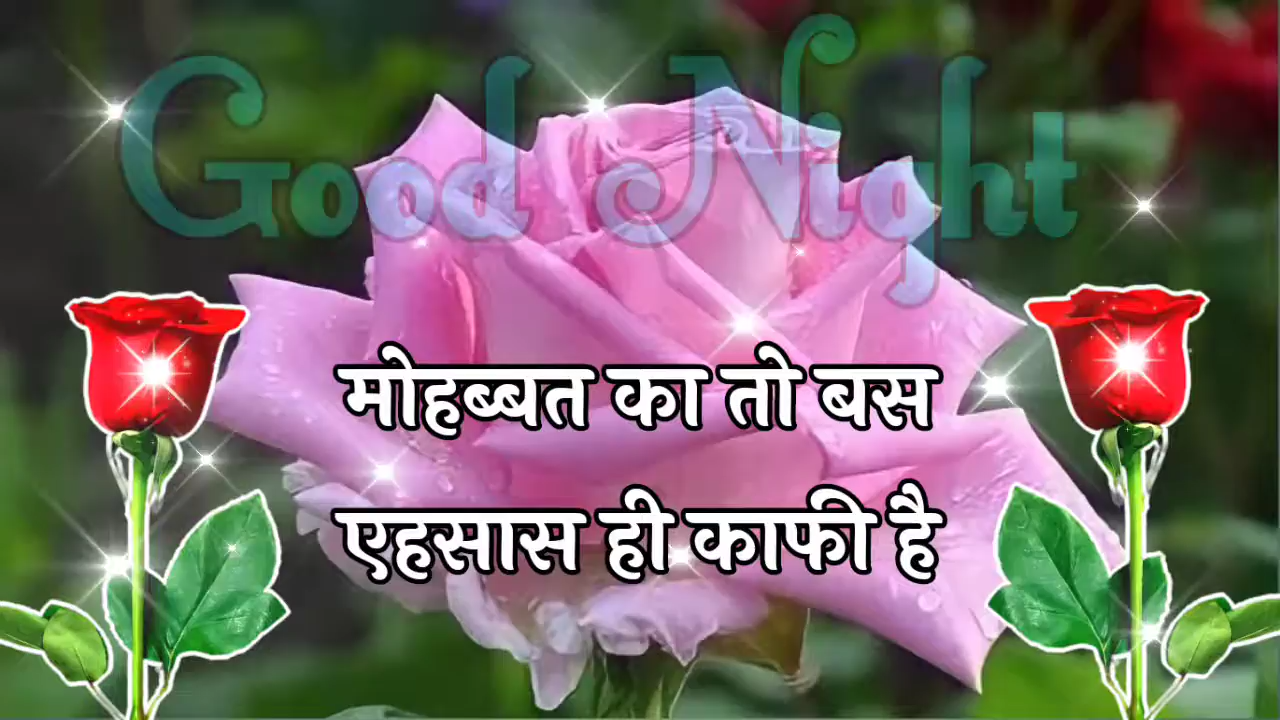 Good Night
मोहब्बत का तो बस
एहसास ही काफी है